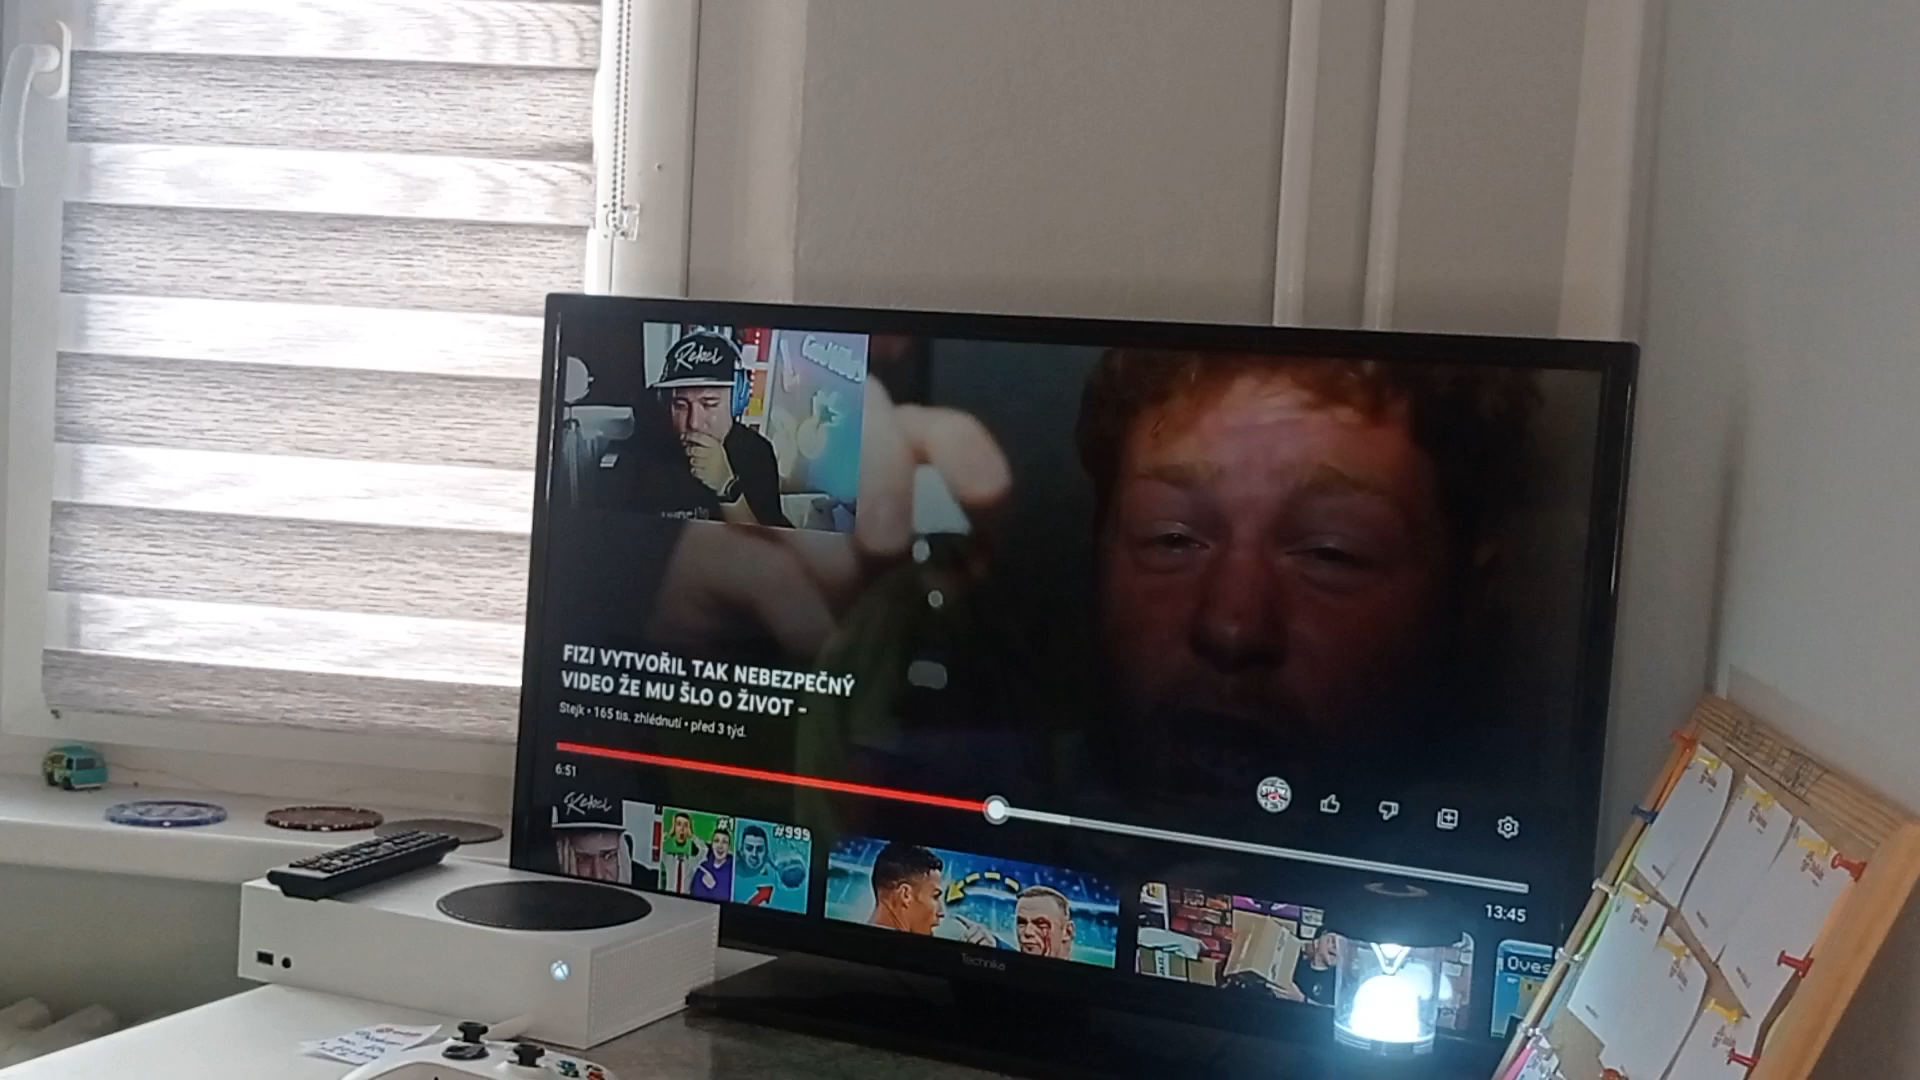 Rebel
FIZI VYTVOŘIL TAK NEBEZPEČNÝ
VIDEO ŽE MU ŠLO O ŽIVOT -
Stejk • 165 tis. zhlédnutí • před 3 týd.
6:51
13:45
Rebel
#1
#999
Oves
Technika